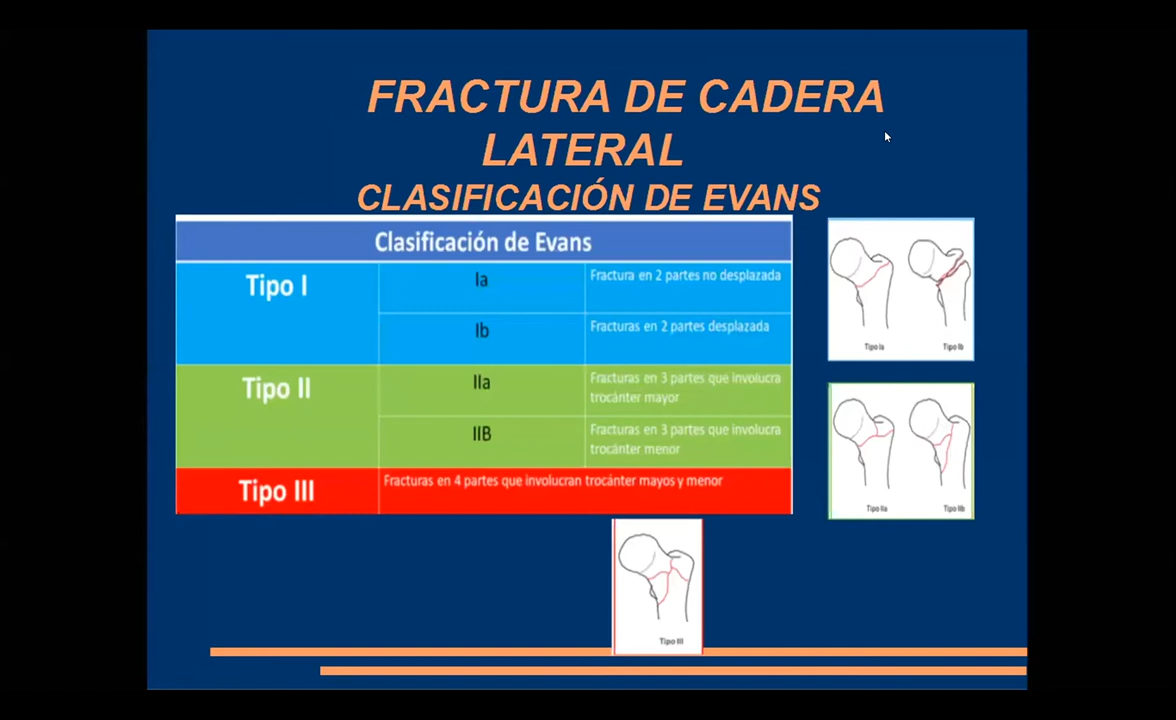 FRACTURA DE CADERA
LATERAL
CLASIFICACIÓN DE EVANS
Clasificación de Evans
Tipo I
Ia
Fractura en 2 partes no desplazada
Ib
Fracturas en 2 partes desplazada
Tipo II
IIa
Fracturas en 3 partes que involucra
trocánter mayor
IIB
Fracturas en 3 partes que involucra
trocánter menor
Tipo III
Fracturas en 4 partes que involucran trocánter mayos y menor
Tipo Ia
Tipo Ib
Tipo IIa
Tipo IIb
Tipo III